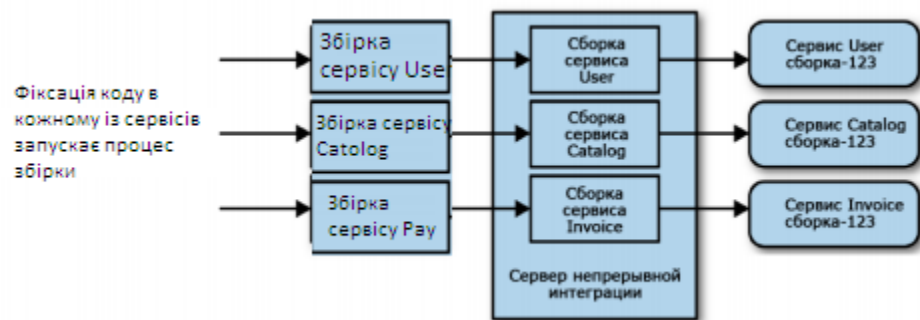 Фіксація коду в
кожному із сервісів
запускає процес
збірки
Збірка
сервісу User
Збірка сервісу
Catolog
Збірка
сервісу Pay
Сборка
сервиса
User
Сборка
сервиса
Catalog
Сборка
сервиса
Invoice
Сервер непрерывной
интеграции
Сервис User
сборка-123
Сервис Catalog
сборка-123
Сервис Invoice
сборка-123